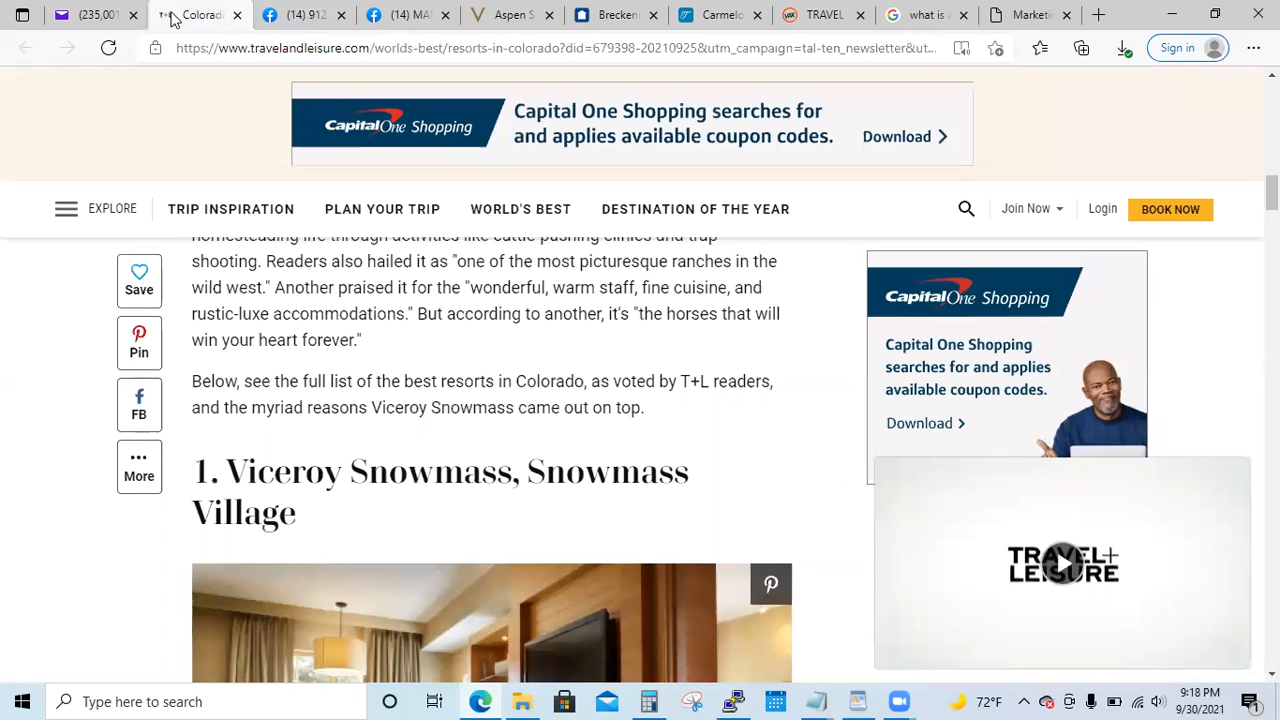 (25,001
Colorado
(14) 912
(4) MAI
Aspen S
Brecken
Carmelo
TRAVEL
what is
Marketin
https://www.travelandleisure.com/worlds-best/resorts-in-colorado?did=679398-20210925&utm_campaign=tal-ten_newsletter&ut...
Sign in
Capital One Shopping
Capital One Shopping searches for
and applies available coupon codes.
Download
EXPLORE
TRIP INSPIRATION
PLAN YOUR TRIP
WORLD'S BEST
DESTINATION OF THE YEAR
Join Now
Login
BOOK NOW
homesteading life through activities like cattle pushing clinics and trap
shooting. Readers also hailed it as "one of the most picturesque ranches in the
wild west." Another praised it for the "wonderful, warm staff, fine cuisine, and
rustic-luxe accommodations." But according to another, it's "the horses that will
win your heart forever."
Below, see the full list of the best resorts in Colorado, as voted by T+L readers,
and the myriad reasons Viceroy Snowmass came out on top.
1. Viceroy Snowmass, Snowmass
Village
Save
Pin
FB
More
Capital One Shopping
Capital One Shopping
searches for and applies
available coupon codes.
Download
TRAVEL+
LEISURE
Type here to search
72°F
9:18 PM
9/30/2021
1